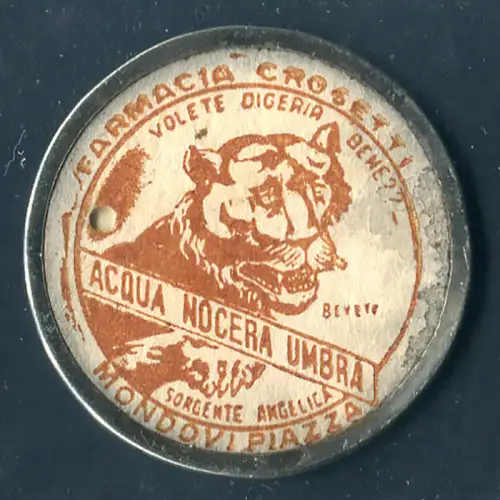 FARMACIA CROSETTI
VOLETE DIGERIR BENE??
BEVETE
ACQUA NOCERA UMBRA
SORGENTE ANGELICA
MONDOVI PIAZZA